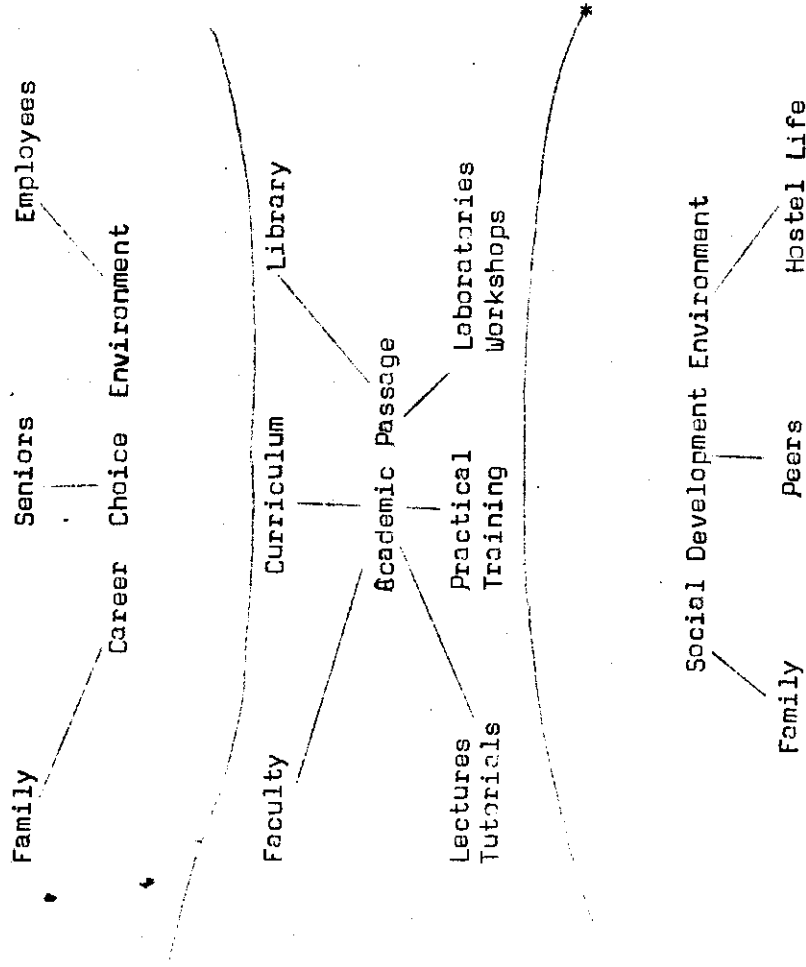 Family Seniors Employees
Career Choice Environment
Faculty Curriculum Library
Academic Passage
Lectures Practical Laboratories
Tutorials Training Workshops
*
Social Development Environment
Family Peers Hostel Life